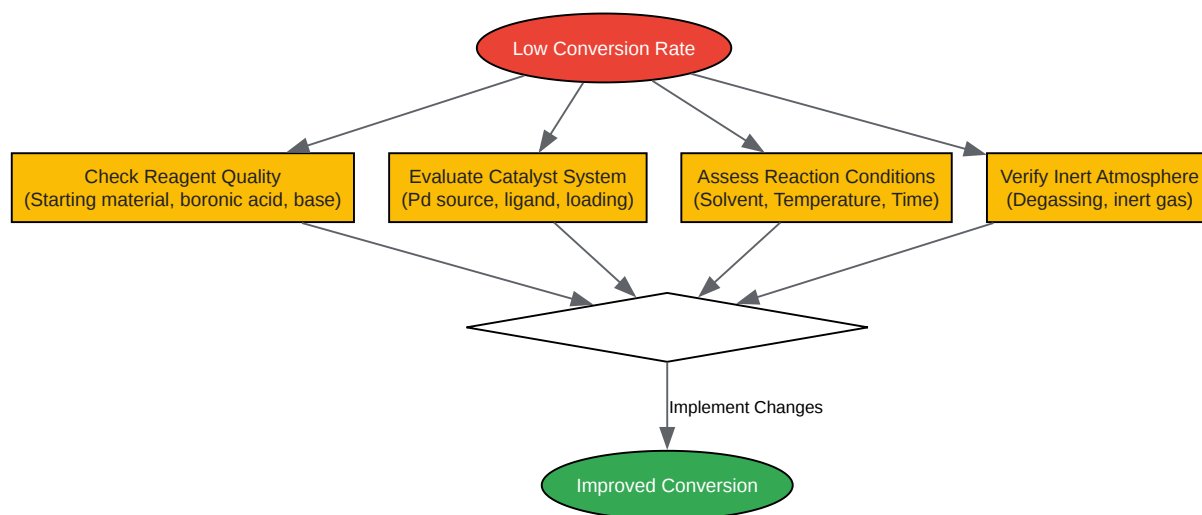 Low Conversion Rate
Check Reagent Quality
(Starting material, boronic acid, base)
Evaluate Catalyst System
(Pd source, ligand, loading)
Assess Reaction Conditions
(Solvent, Temperature, Time)
Verify Inert Atmosphere
(Degassing, inert gas)
Implement Changes
Improved Conversion